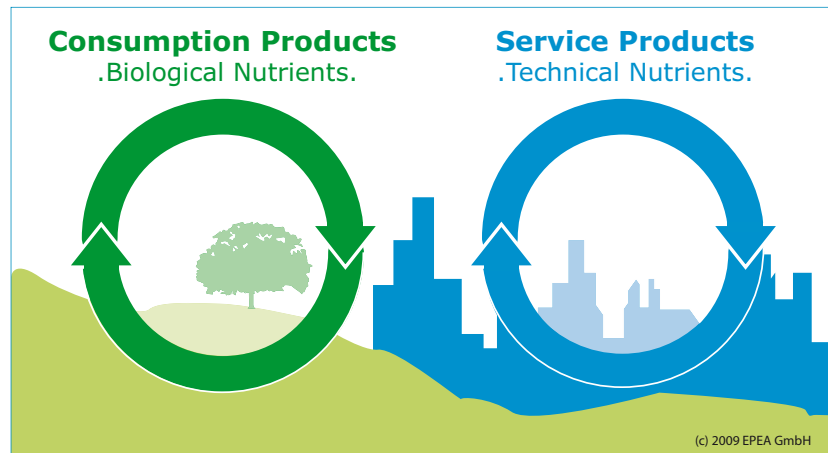 Consumption Products
.Biological Nutrients.
Service Products
.Technical Nutrients.
(c) 2009 EPEA GmbH